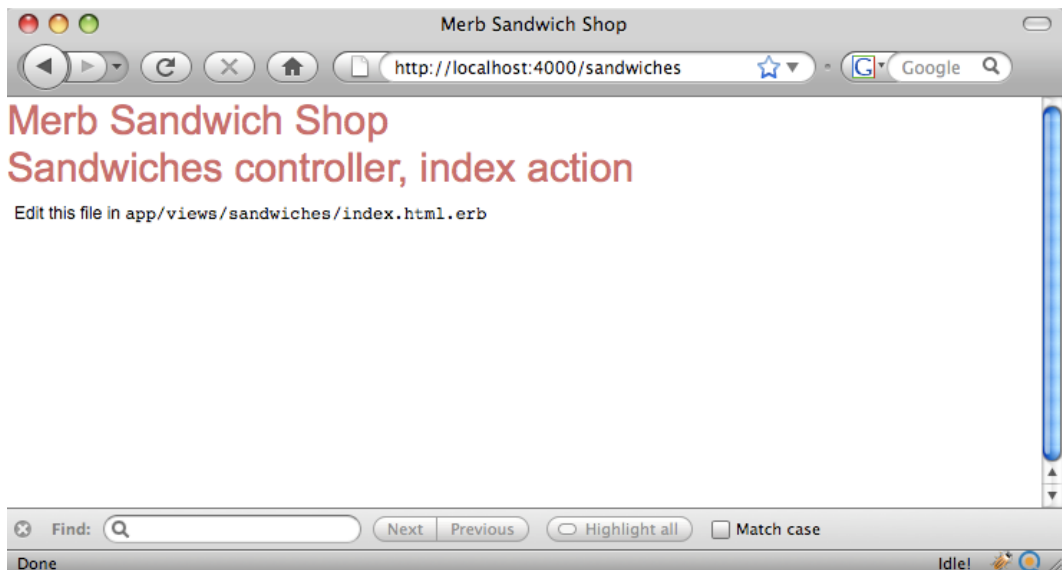 Merb Sandwich Shop
http://localhost:4000/sandwiches
G Google
Merb Sandwich Shop
Sandwiches controller, index action
Edit this file in app/views/sandwiches/index.html.erb
Find: Next Previous Highlight all Match case
Done Idle!